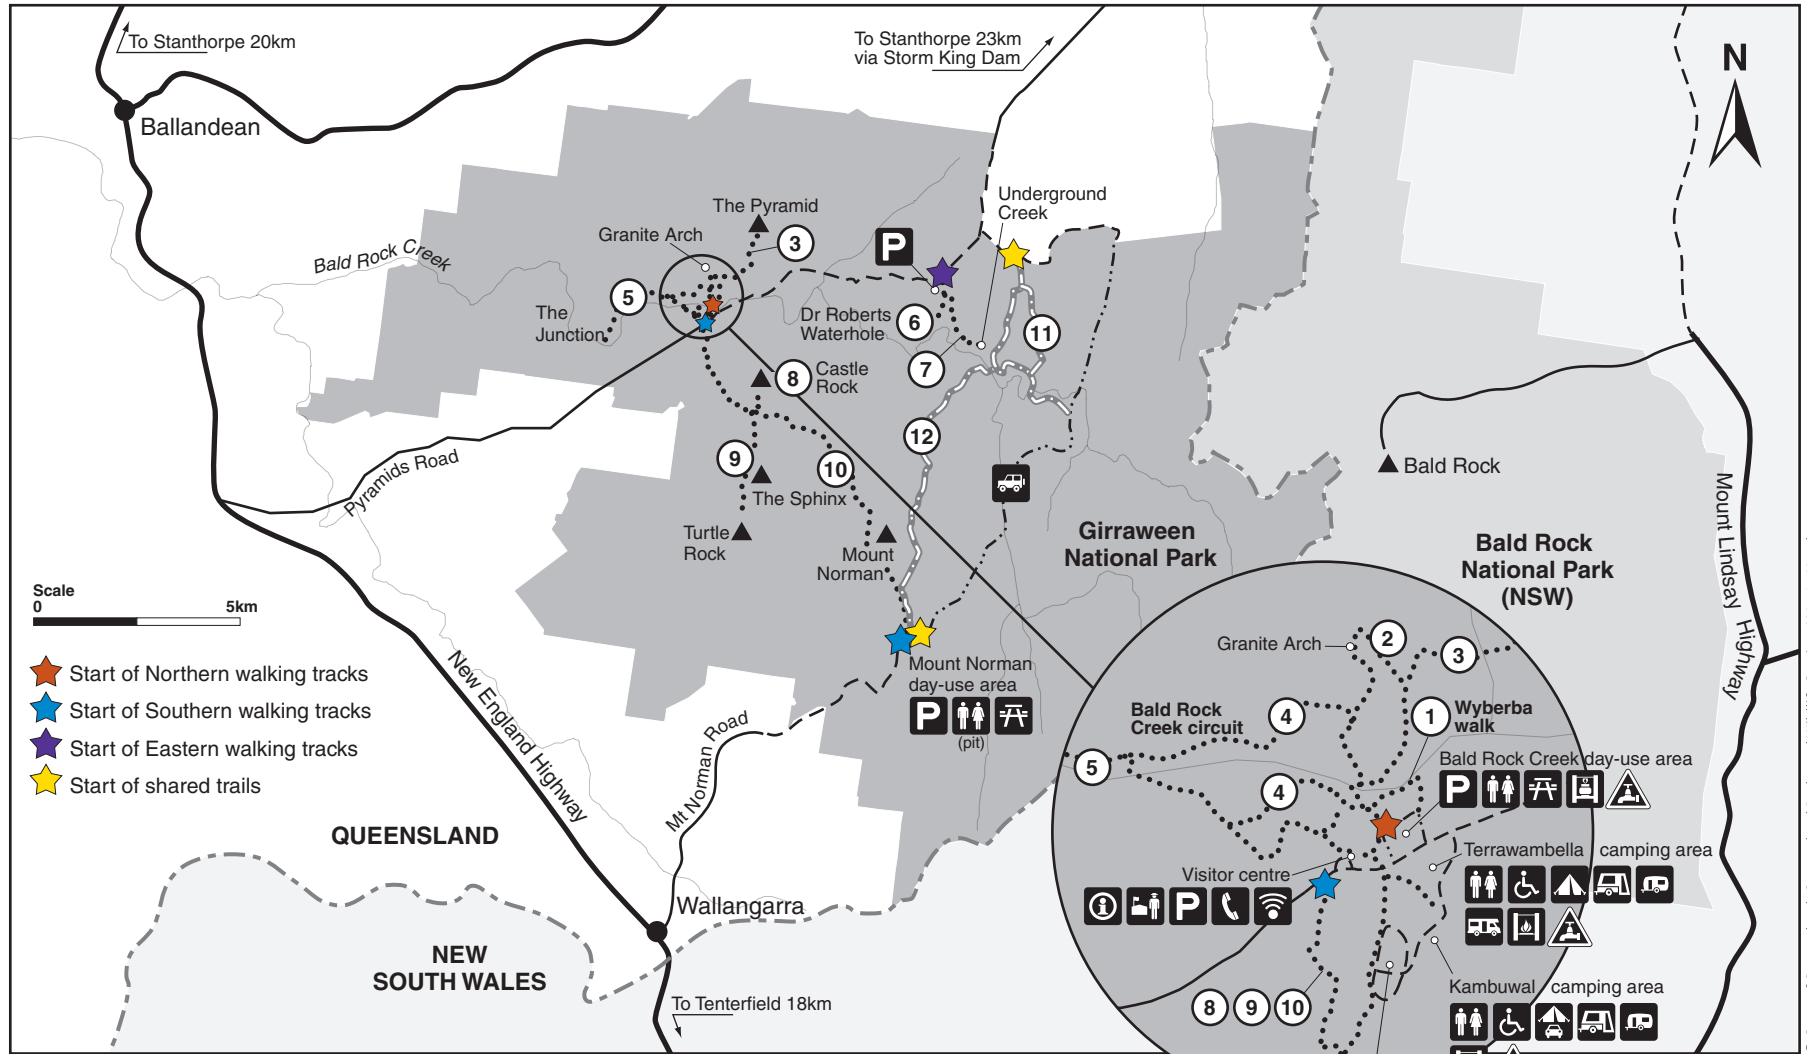 To Stanthorpe 20km
To Stanthorpe 23km
via Storm King Dam
N
Ballandean
Underground
Creek
The Pyramid
Granite Arch
3
P
Bald Rock Creek
5
The
Junction
Dr Roberts
Waterhole
6
11
7
8
Castle
Rock
12
9
10
The Sphinx
Pyramids Road
Bald Rock
Turtle
Rock
Mount
Norman
Girraween
National Park
Bald Rock
National Park
(NSW)
Mount Lindsay Highway
Scale
0 5km
Start of Northern walking tracks
Start of Southern walking tracks
Start of Eastern walking tracks
Start of shared trails
New England Highway
Mt Norman Road
Mount Norman
day-use area
P
(pit)
Granite Arch
2
3
Bald Rock
Creek circuit
4
1
Wyberba
walk
5
4
Bald Rock Creek day-use area
P
Terrawambella camping area
Visitor centre
P
QUEENSLAND
Wallangarra
NEW
SOUTH WALES
To Tenterfield 18km
8
9
10
Kambuwal camping area